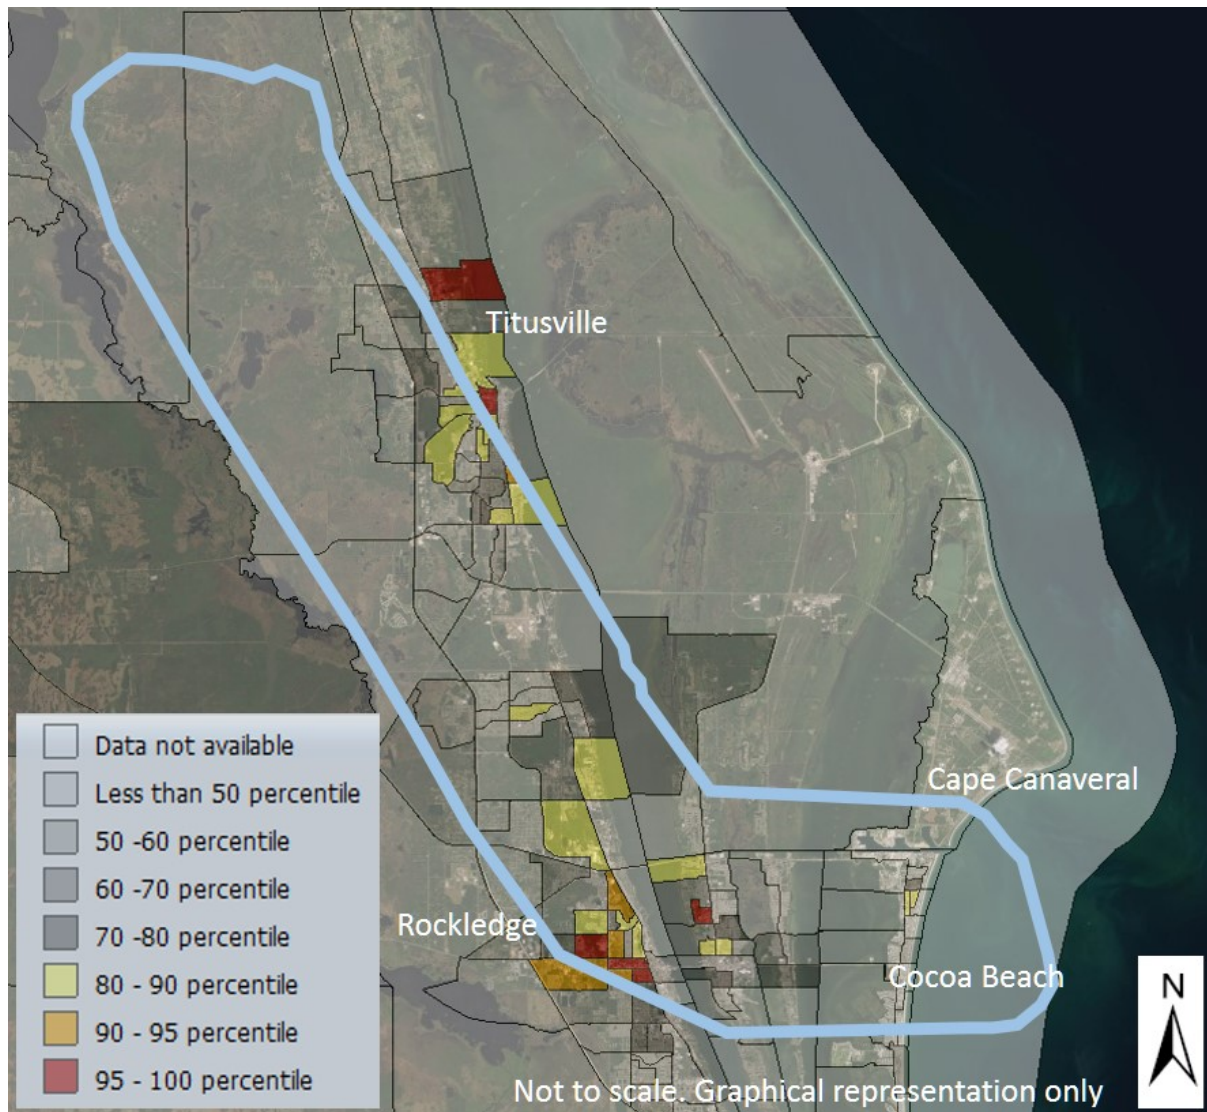 Titusville
Data not available
Less than 50 percentile
50 -60 percentile
60 -70 percentile
70 -80 percentile
80 - 90 percentile
90 - 95 percentile
95 - 100 percentile
Cape Canaveral
Rockledge
Cocoa Beach
N
Not to scale. Graphical representation only